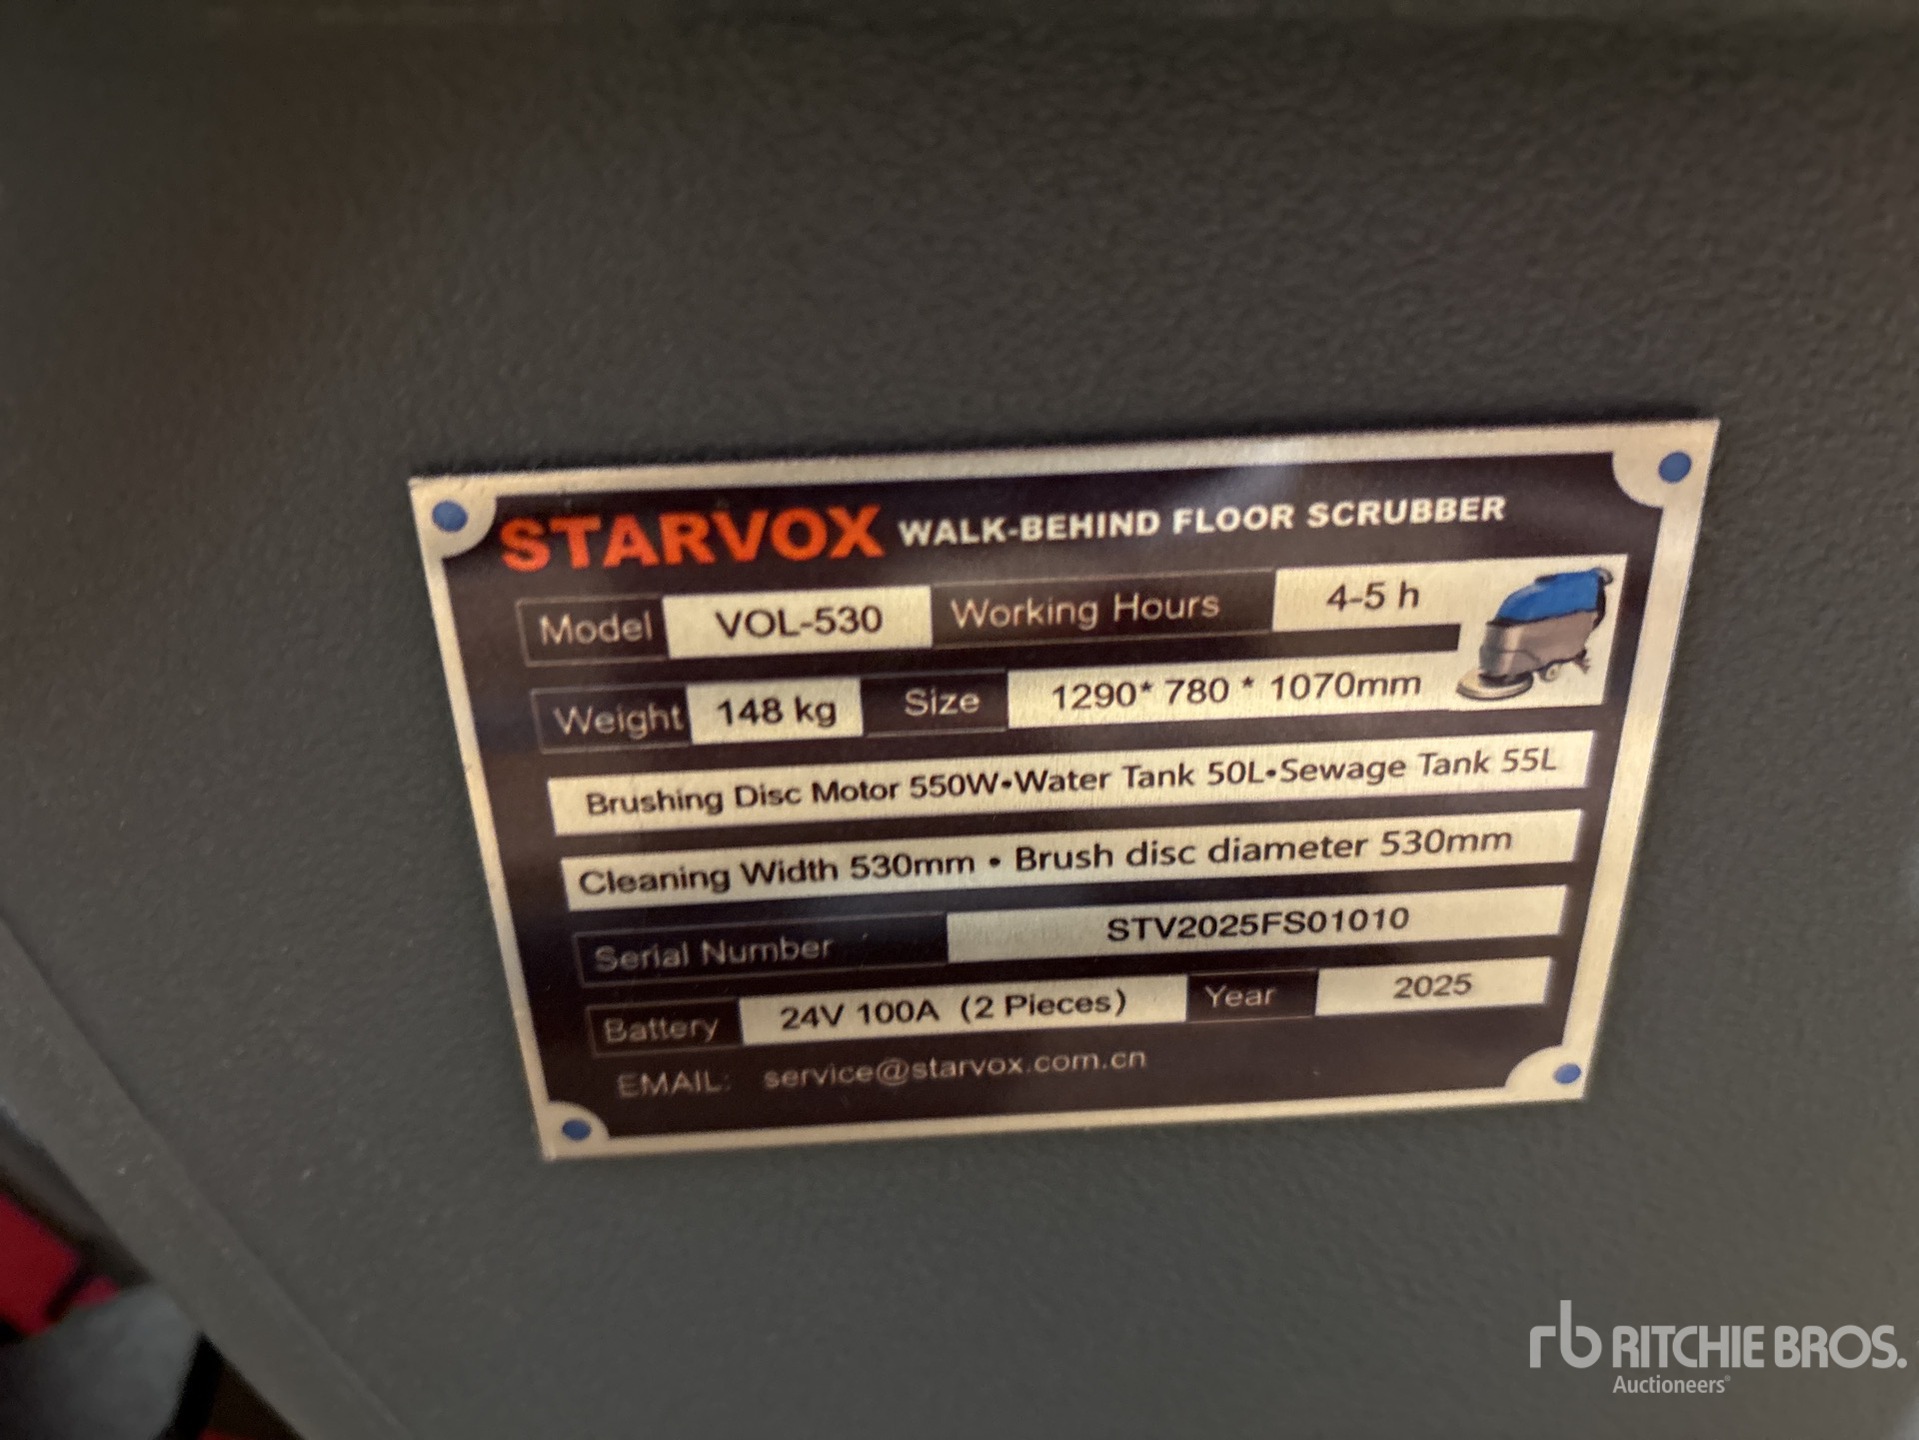 STARVOX WALK-BEHIND FLOOR SCRUBBER
Model VOL-530 Working Hours 4-5 h
Weight 148 kg Size 1290* 780 * 1070mm
Brushing Disc Motor 550W•Water Tank 50L•Sewage Tank 55L
Cleaning Width 530mm • Brush disc diameter 530mm
Serial Number STV2025FS01010
Battery 24V 100A (2 Pieces) Year 2025
EMAIL: service@starvox.com.cn
rb RITCHIE BROS.
Auctioneers®